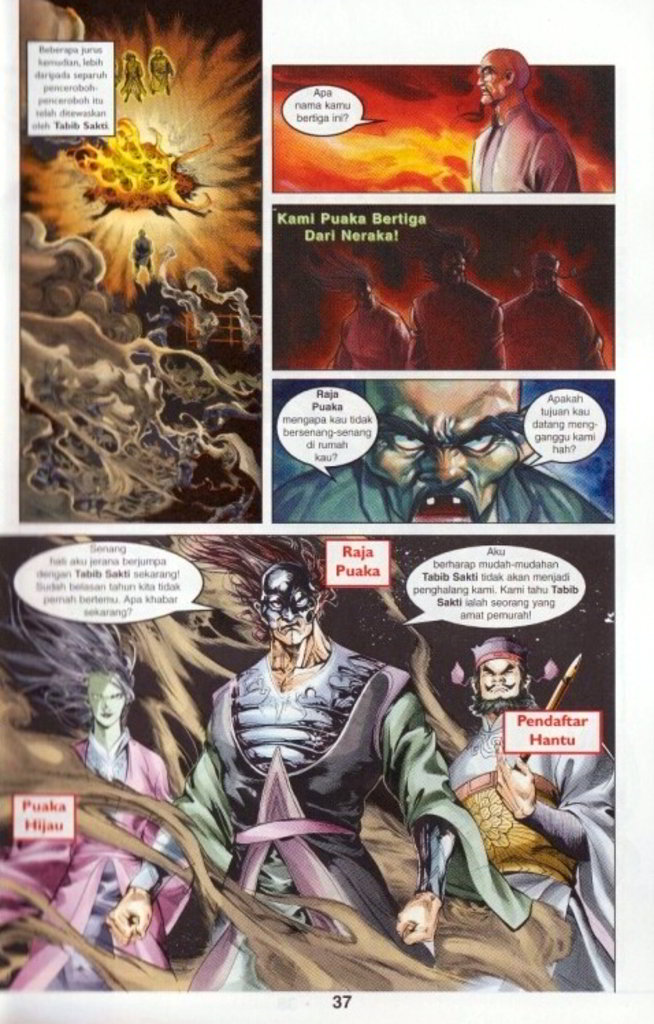 Beberapa jurus
kemudian, lebih
daripada separuh
penceroboh-
penceroboh itu
telah ditewaskan
oleh Tabib Sakti.
Apa
nama kamu
bertiga ini?
Kami Puaka Bertiga
Dari Neraka!
Raja
Puaka
mengapa kau tidak
bersenang-senang
di rumah
kau?
Apakah
tujuan kau
datang meng-
ganggu kami
hah?
Senang
hati aku jerana berjumpa
dengan Tabib Sakti sekarang!
Sudah belasan tahun kita tidak
pernah bertemu. Apa khabar
sekarang?
Raja
Puaka
Aku
berharap mudah-mudahan
Tabib Sakti tidak akan menjadi
penghalang kami. Kami tahu Tabib
Sakti ialah seorang yang
amat pemurah!
Pendaftar
Hantu
Puaka
Hijau
37